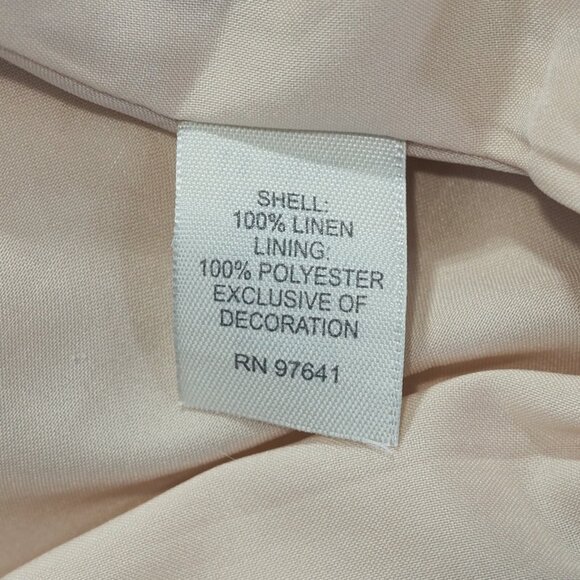 SHELL:
100% LINEN
LINING:
100% POLYESTER
EXCLUSIVE OF
DECORATION
RN 97641